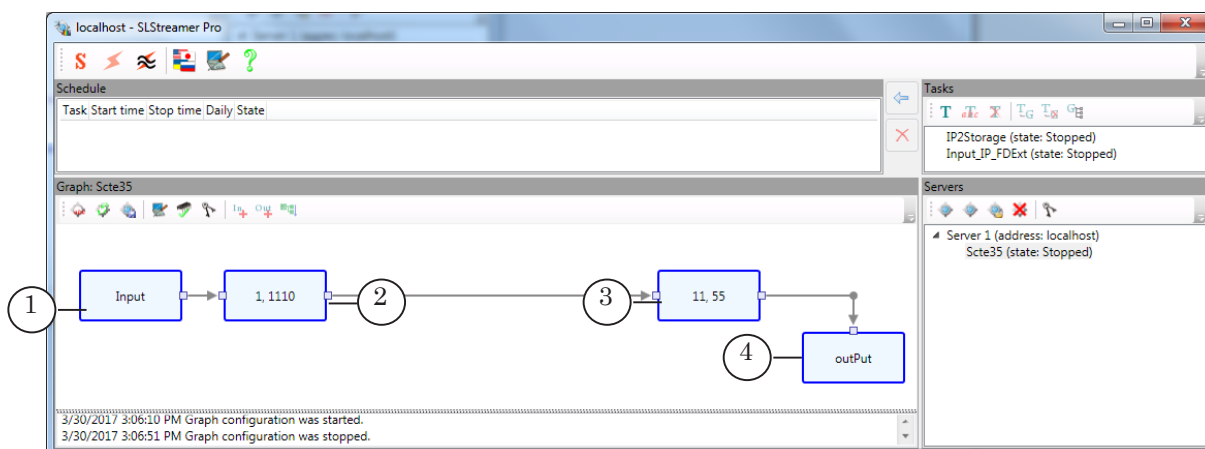 localhost - SLStreamer Pro
S
Schedule
Task Start time Stop time Daily State
Tasks
T
IP2Storage (state: Stopped)
Input_IP_FDExt (state: Stopped)
Graph: Scte35
In Out
Servers
Server 1 (address: localhost)
Scte35 (state: Stopped)
1 Input 1, 1110 2 3 11, 55
4 outPut
3/30/2017 3:06:10 PM Graph configuration was started.
3/30/2017 3:06:51 PM Graph configuration was stopped.